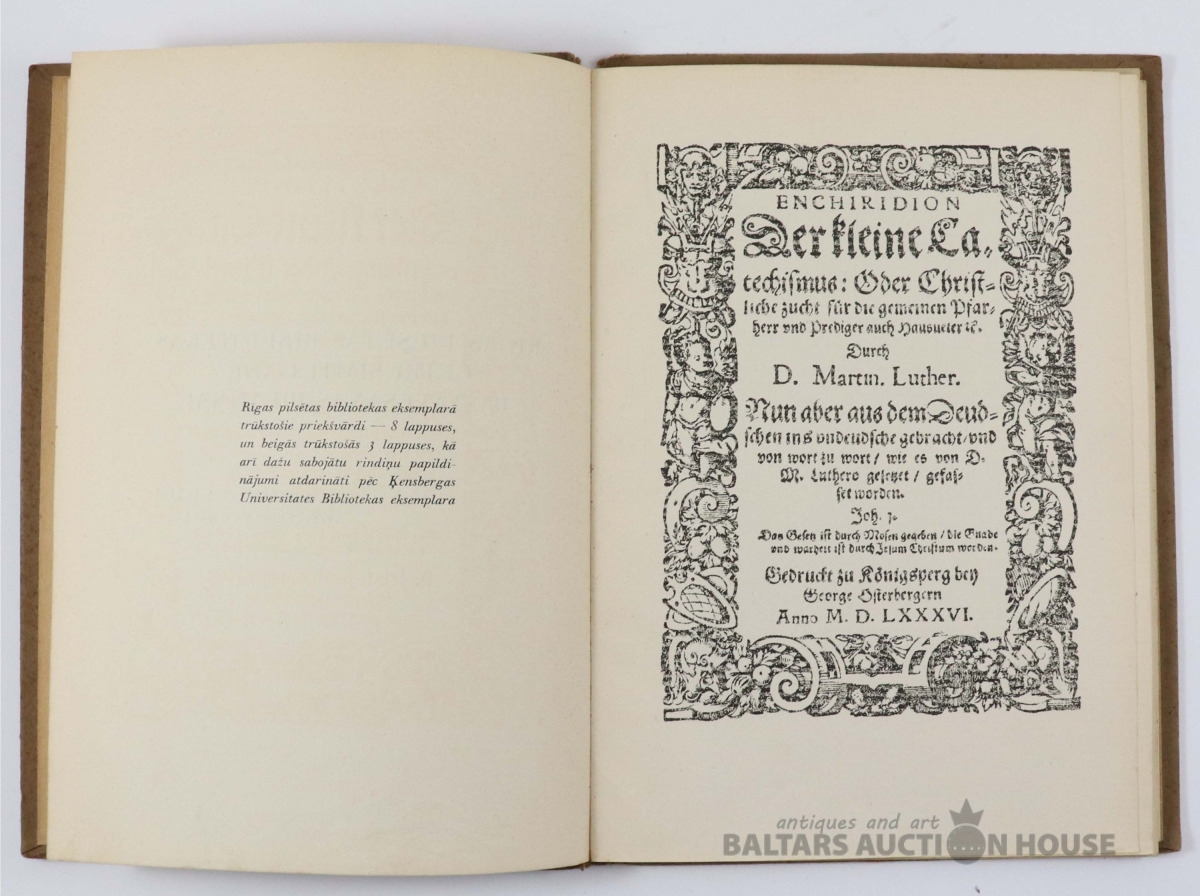 Rīgas pilsētas bibliotekas eksemplarā
trūkstošie priekšvārdi — 8 lappuses,
un beigās trūkstošās 3 lappuses, kā
arī dažu sabojātu rindiņu papildi-
nājumi atdarināti pēc Ķensbergas
Universitates Bibliotekas eksemplara
ENCHIRIDION
Der kleine Ca-
techismus: Oder Christ-
liche zucht für die gemeinen Pfar-
herr vnd Prediger auch Hausueter ꝛc.
Durch
D. Martin. Luther.
Nun aber aus dem Deud-
schen ins vndeudsche gebracht/vnd
von wort zu wort/ wie es von D.
M. Luthero gesetzet/ gefas-
set worden.
Joh. 1.
Das Gesetz ist durch Mosen gegeben/die Gnade
vnd warheit ist durch Jesum Christum worden.
Gedruckt zu Königsperg bey
George Osterbergern
Anno M. D. LXXXVI.
antiques and art
BALTARS AUCTION HOUSE